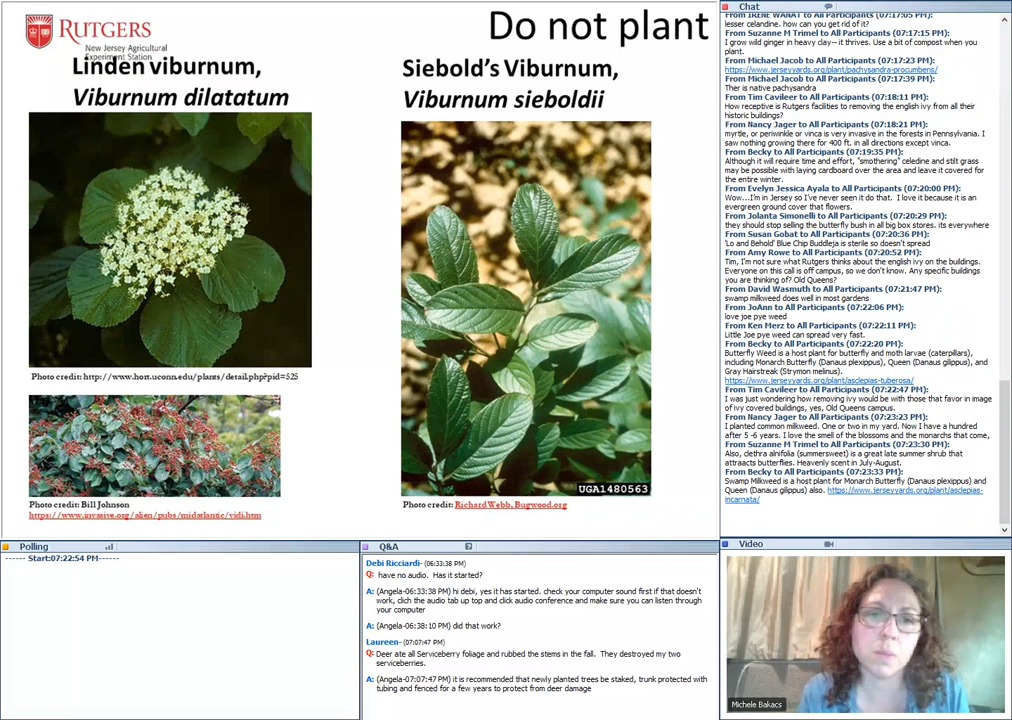 RUTGERS
New Jersey Agricultural
Experiment Station
Do not plant
Linden viburnum,
Viburnum dilatatum
Siebold's Viburnum,
Viburnum sieboldii
Photo credit: http://www.hort.uconn.edu/plants/detail.php?pid=525
Photo credit: Bill Johnson
https://www.invasive.org/alien/pubs/midatlantic/vidi.htm
UGA1480563
Photo credit: Richard Webb, Bugwood.org
Chat
From IRENE WANAT to All Participants (07:17:05 PM):
lesser celandine. how can you get rid of it?
From Suzanne M Trimel to All Participants (07:17:15 PM):
I grow wild ginger in heavy clay-- it thrives. Use a bit of compost when you
plant.
From Michael Jacob to All Participants (07:17:23 PM):
https://www.jerseyyards.org/plant/pachysandra-procumbens/
From Michael Jacob to All Participants (07:17:39 PM):
Ther is native pachysandra
From Tim Cavileer to All Participants (07:18:11 PM):
How receptive is Rutgers facilities to removing the english ivy from all their
historic buildings?
From Nancy Jager to All Participants (07:18:21 PM):
myrtle, or periwinkle or vinca is very invasive in the forests in Pennsylvania. I
saw nothing growing there for 400 ft. in all directions except vinca.
From Becky to All Participants (07:19:35 PM):
Although it will require time and effort, "smothering" celedine and stilt grass
may be possible with laying cardboard over the area and leave it covered for
the entire winter.
From Evelyn Jessica Ayala to All Participants (07:20:00 PM):
Wow...I'm in Jersey so I've never seen it do that. I love it because it is an
evergreen ground cover that flowers.
From Jolanta Simonelli to All Participants (07:20:29 PM):
they should stop selling the butterfly bush in all big box stores. its everywhere
From Susan Gobat to All Participants (07:20:36 PM):
'Lo and Behold' Blue Chip Buddleja is sterile so doesn't spread
From Amy Rowe to All Participants (07:20:52 PM):
Tim, I'm not sure what Rutgers thinks about the english ivy on the buildings.
Everyone on this call is off campus, so we don't know. Any specific buildings
you are thinking of? Old Queens?
From David Wasmuth to All Participants (07:21:47 PM):
swamp milkweed does well in most gardens
From JoAnn to All Participants (07:22:06 PM):
love joe pye weed
From Ken Merz to All Participants (07:22:11 PM):
Little Joe pye weed can spread very fast.
From Becky to All Participants (07:22:20 PM):
Butterfly Weed is a host plant for butterfly and moth larvae (caterpillars),
including Monarch Butterfly (Danaus plexippus), Queen (Danaus gilippus), and
Gray Hairstreak (Strymon melinus).
https://www.jerseyyards.org/plant/asclepias-tuberosa/
From Tim Cavileer to All Participants (07:22:47 PM):
I was just wondering how removing ivy would be with those that favor in image
of ivy covered buildings, yes, Old Queens campus.
From Nancy Jager to All Participants (07:23:23 PM):
I planted common milkweed. One or two in my yard. Now I have a hundred
after 5 -6 years. I love the smell of the blossoms and the monarchs that come,
From Suzanne M Trimel to All Participants (07:23:30 PM):
Also, clethra alnifolia (summersweet) is a great late summer shrub that
attraacts butterflies. Heavenly scent in July-August.
From Becky to All Participants (07:23:33 PM):
Swamp Milkweed is a host plant for Monarch Butterfly (Danaus plexippus) and
Queen (Danaus gilippus) also. https://www.jerseyyards.org/plant/asclepias-
incarnata/
Polling
------ Start:07:22:54 PM------
Q&A
Debi Ricciardi- (06:33:38 PM)
Q: have no audio. Has it started?
A: (Angela-06:33:38 PM) hi debi, yes it has started. check your computer sound first if that doesn't
work, clich the audio tab up top and click audio conference and make sure you can listen through
your computer
A: (Angela-06:38:10 PM) did that work?
Laureen- (07:07:47 PM)
Q: Deer ate all Serviceberry foliage and rubbed the stems in the fall. They destroyed my two
serviceberries.
A: (Angela-07:07:47 PM) it is recommended that newly planted trees be staked, trunk protected with
tubing and fenced for a few years to protect from deer damage
Video
Michele Bakacs